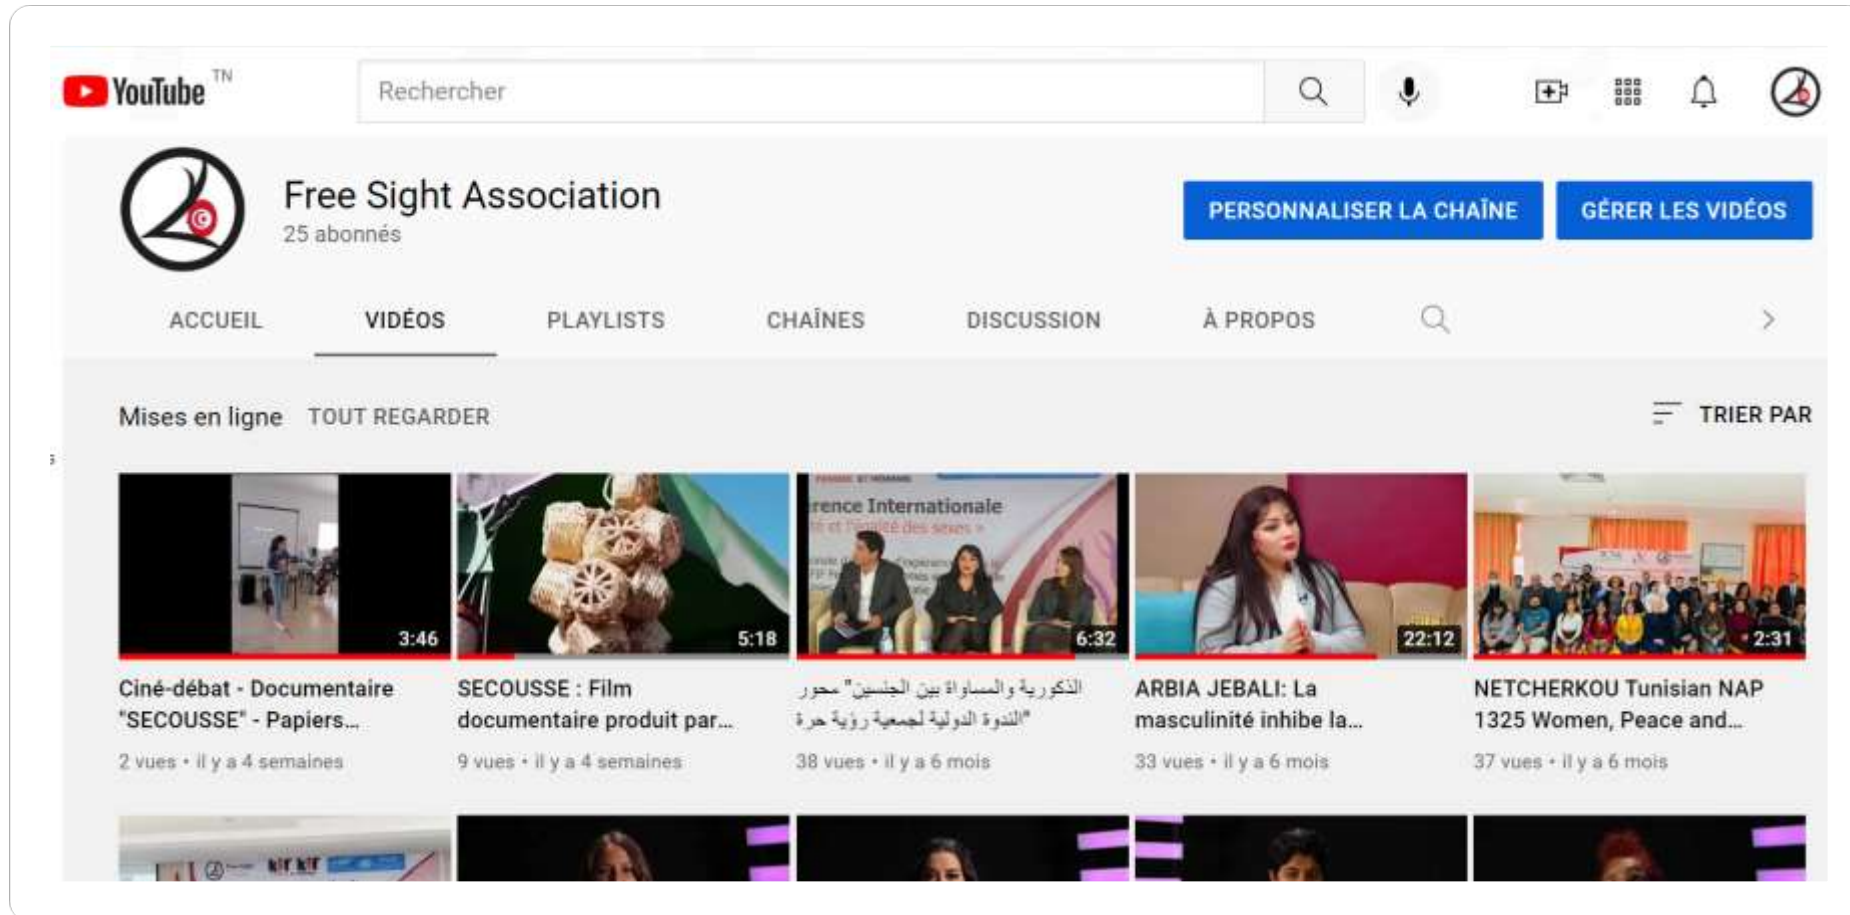 YouTube TN
Rechercher
Free Sight Association
25 abonnés
PERSONNALISER LA CHAÎNE
GÉRER LES VIDÉOS
ACCUEIL
VIDÉOS
PLAYLISTS
CHAÎNES
DISCUSSION
À PROPOS
Mises en ligne
TOUT REGARDER
TRIER PAR
3:46
Ciné-débat - Documentaire
"SECOUSSE" - Papiers...
2 vues • il y a 4 semaines
5:18
SECOUSSE : Film
documentaire produit par...
9 vues • il y a 4 semaines
rence Internationale
té et l'égalité des sexes »
6:32
الذكورية والمساواة بين الجنسين" محور
"الندوة الدولية لجمعية رؤية حرة
38 vues • il y a 6 mois
22:12
ARBIA JEBALI: La
masculinité inhibe la...
33 vues • il y a 6 mois
2:31
NETCHERKOU Tunisian NAP
1325 Women, Peace and...
37 vues • il y a 6 mois